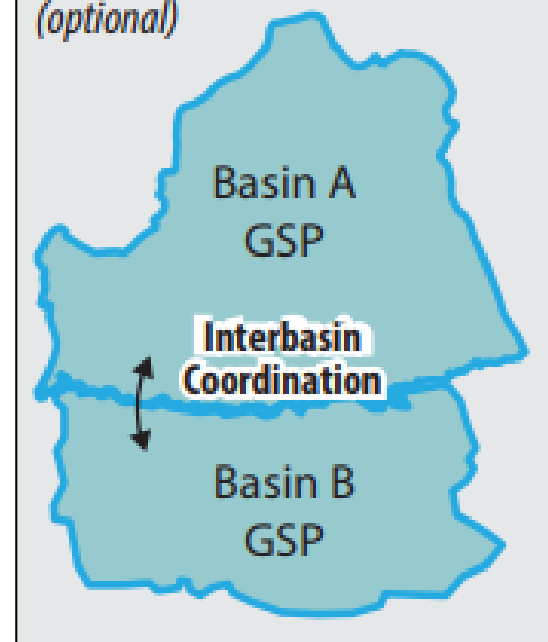 (optional)
Basin A
GSP
Interbasin
Coordination
Basin B
GSP